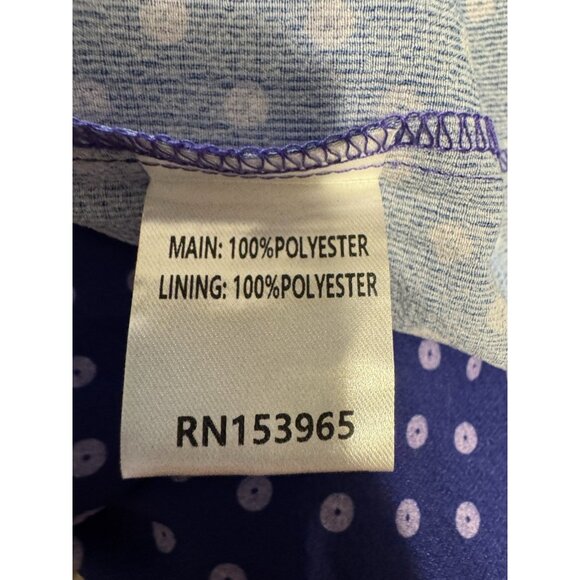 MAIN: 100%POLYESTER
LINING: 100%POLYESTER
RN153965